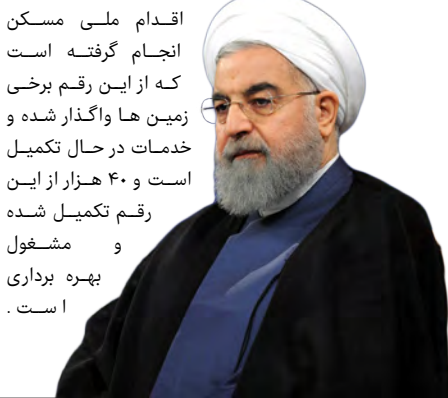 اقدام ملی مسکن
انجام گرفته است
که از این رقم برخی
زمین ها واگذار شده و
خدمات در حال تکمیل
است و ۴۰ هزار از این
رقم تکمیل شده
و مشغول
بهره برداری
است .